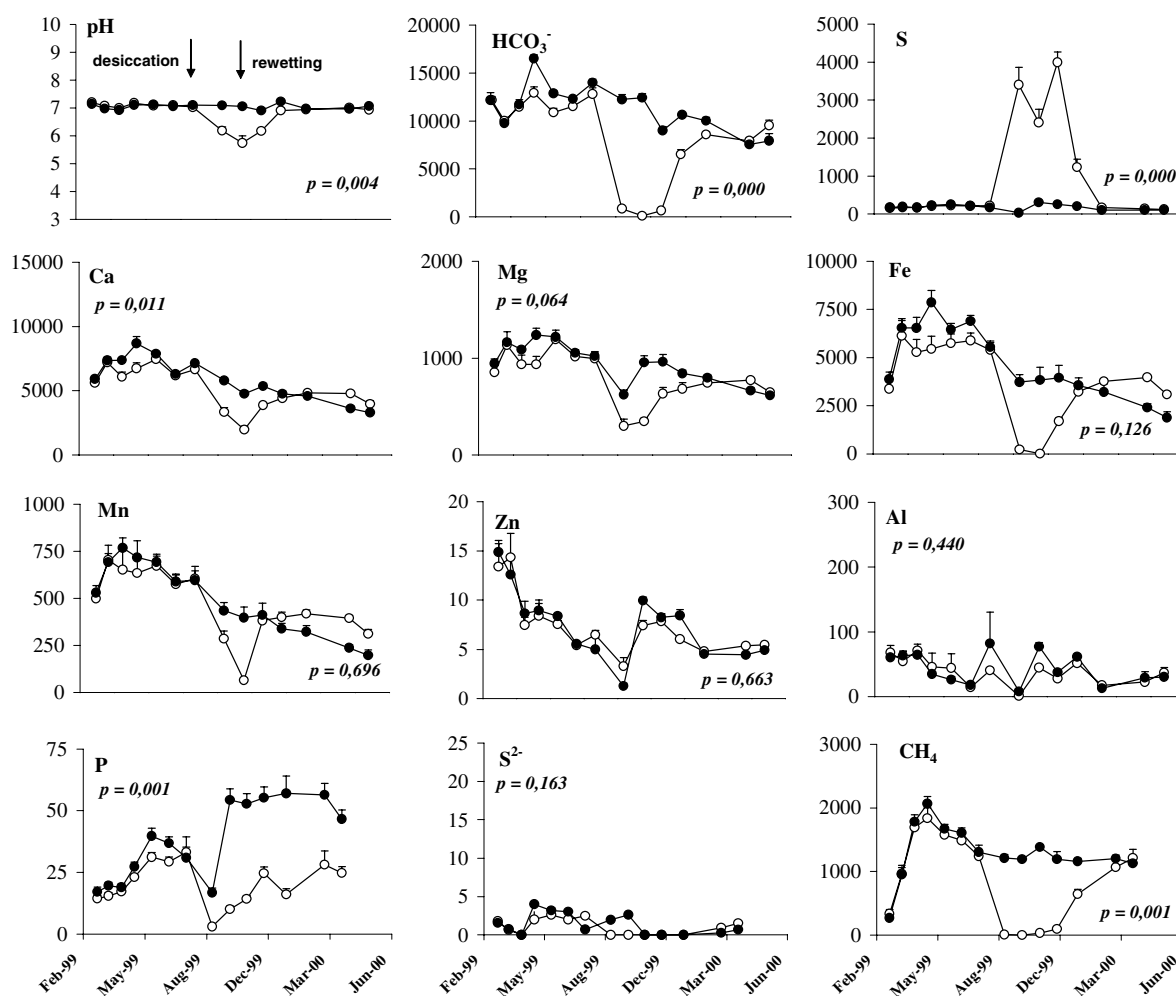 pH
10
9
8
7
6
5
4
3
desiccation
rewetting
p = 0,004
HCO₃⁻
20000
15000
10000
5000
0
p = 0,000
S
5000
4000
3000
2000
1000
0
p = 0,000
Ca
15000
10000
5000
0
p = 0,011
Mg
2000
1000
0
p = 0,064
Fe
10000
7500
5000
2500
0
p = 0,126
Mn
1000
750
500
250
0
p = 0,696
Zn
20
15
10
5
0
p = 0,663
Al
300
200
100
0
p = 0,440
P
75
50
25
0
p = 0,001
Feb-99 May-99 Aug-99 Dec-99 Mar-00 Jun-00
S²⁻
25
20
15
10
5
0
p = 0,163
Feb-99 May-99 Aug-99 Dec-99 Mar-00 Jun-00
CH₄
3000
2000
1000
0
p = 0,001
Feb-99 May-99 Aug-99 Dec-99 Mar-00 Jun-00